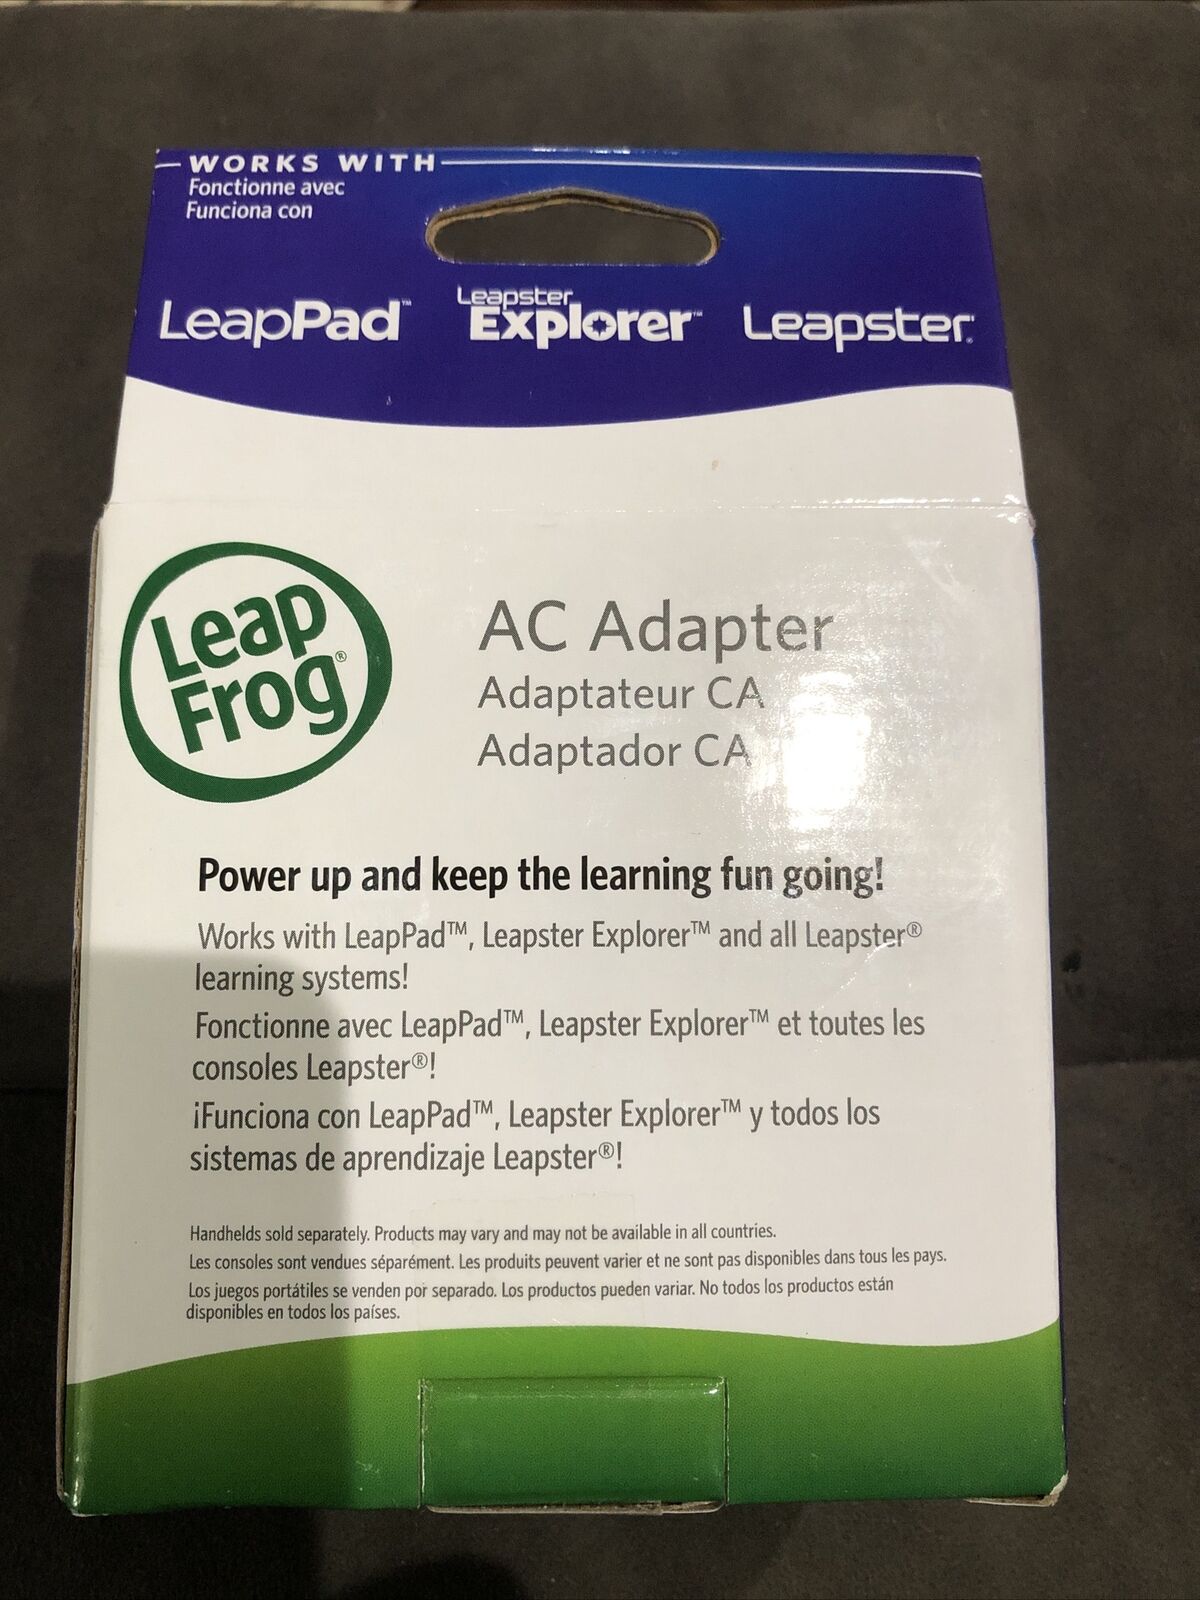 WORKS WITH
Fonctionne avec
Funciona con
LeapPad™
Leapster
Explorer™
Leapster®
Leap
Frog®
AC Adapter
Adaptateur CA
Adaptador CA
Power up and keep the learning fun going!
Works with LeapPad™, Leapster Explorer™ and all Leapster®
learning systems!
Fonctionne avec LeapPad™, Leapster Explorer™ et toutes les
consoles Leapster®!
¡Funciona con LeapPad™, Leapster Explorer™ y todos los
sistemas de aprendizaje Leapster®!
Handhelds sold separately. Products may vary and may not be available in all countries.
Les consoles sont vendues séparément. Les produits peuvent varier et ne sont pas disponibles dans tous les pays.
Los juegos portátiles se venden por separado. Los productos pueden variar. No todos los productos están
disponibles en todos los países.